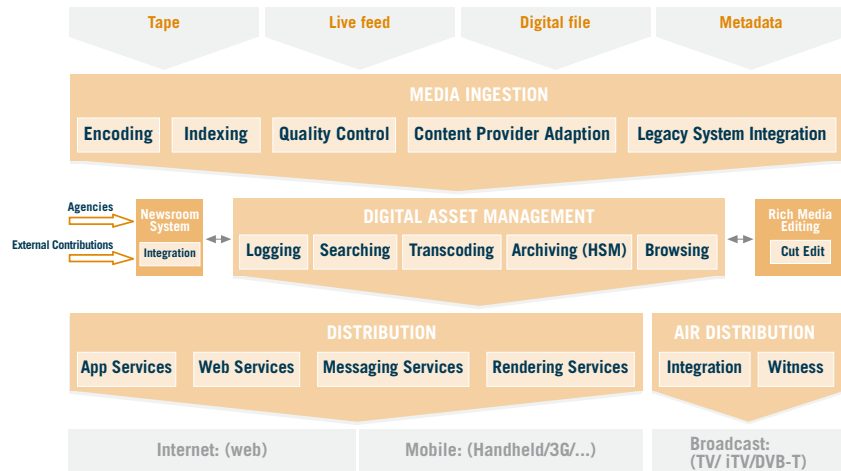 Tape
Live feed
Digital file
Metadata
MEDIA INGESTION
Encoding
Indexing
Quality Control
Content Provider Adaption
Legacy System Integration
Agencies
External Contributions
Newsroom
System
Integration
DIGITAL ASSET MANAGEMENT
Logging
Searching
Transcoding
Archiving (HSM)
Browsing
Rich Media
Editing
Cut Edit
DISTRIBUTION
App Services
Web Services
Messaging Services
Rendering Services
AIR DISTRIBUTION
Integration
Witness
Internet: (web)
Mobile: (Handheld/3G/...)
Broadcast:
(TV/ iTV/DVB-T)